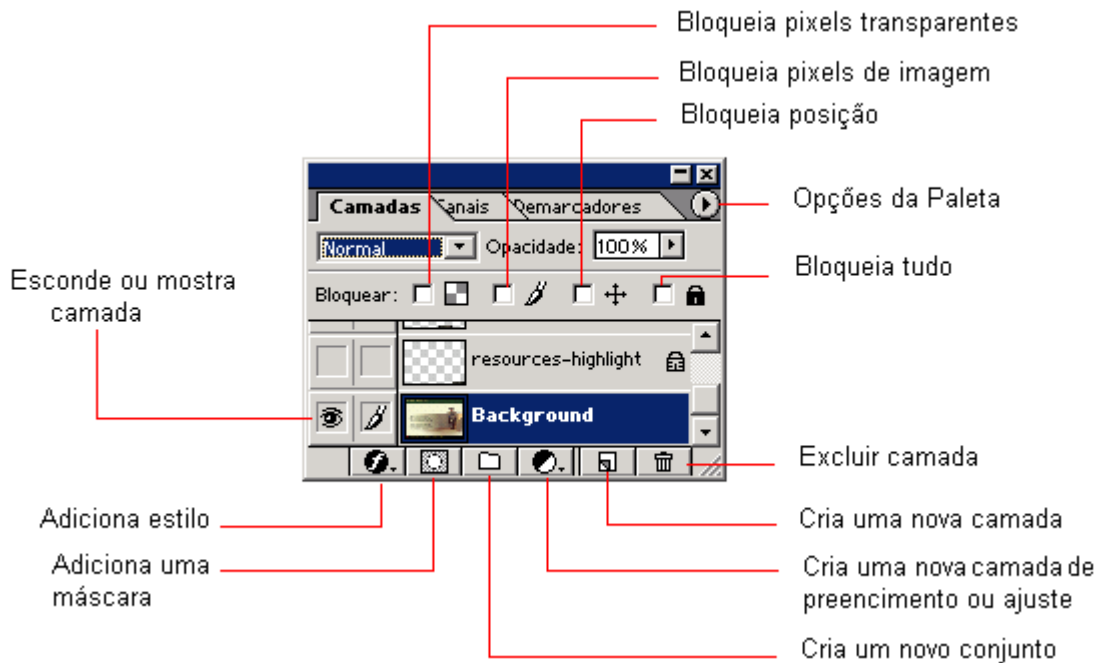 Bloqueia pixels transparentes
Bloqueia pixels de imagem
Bloqueia posição
Camadas Canais Demarcadores
Opções da Paleta
Normal Opacidade: 100%
Bloqueia tudo
Esconde ou mostra
camada
Bloquear:
resources-highlight
Background
Excluir camada
Adiciona estilo
Cria uma nova camada
Adiciona uma
máscara
Cria uma nova camada de
preencimento ou ajuste
Cria um novo conjunto